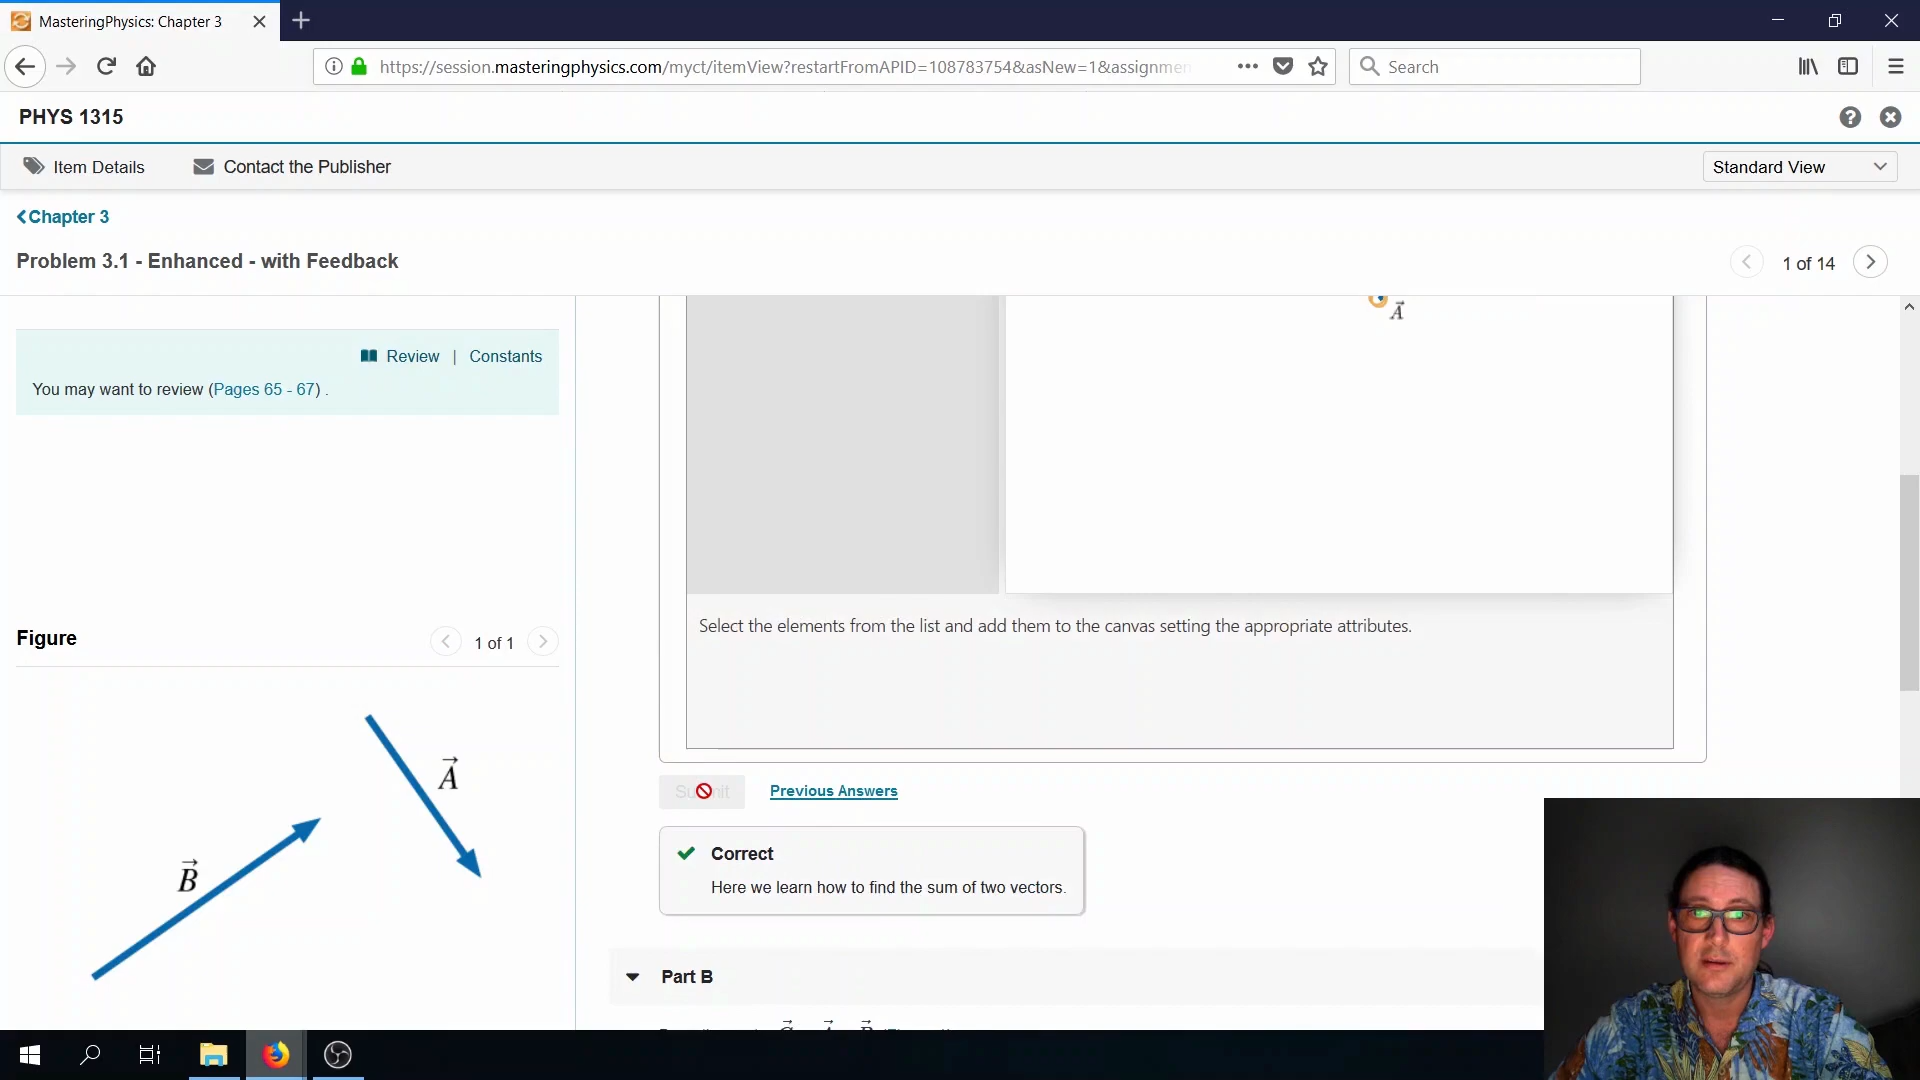 MasteringPhysics: Chapter 3
https://session.masteringphysics.com/myct/itemView?restartFromAPID=108783754&asNew=1&assignmen
Search
PHYS 1315
Item Details
Contact the Publisher
Standard View
Chapter 3
Problem 3.1 - Enhanced - with Feedback
1 of 14
A
Review | Constants
You may want to review (Pages 65 - 67) .
Select the elements from the list and add them to the canvas setting the appropriate attributes.
Figure
1 of 1
A
B
Submit
Previous Answers
Correct
Here we learn how to find the sum of two vectors.
Part B